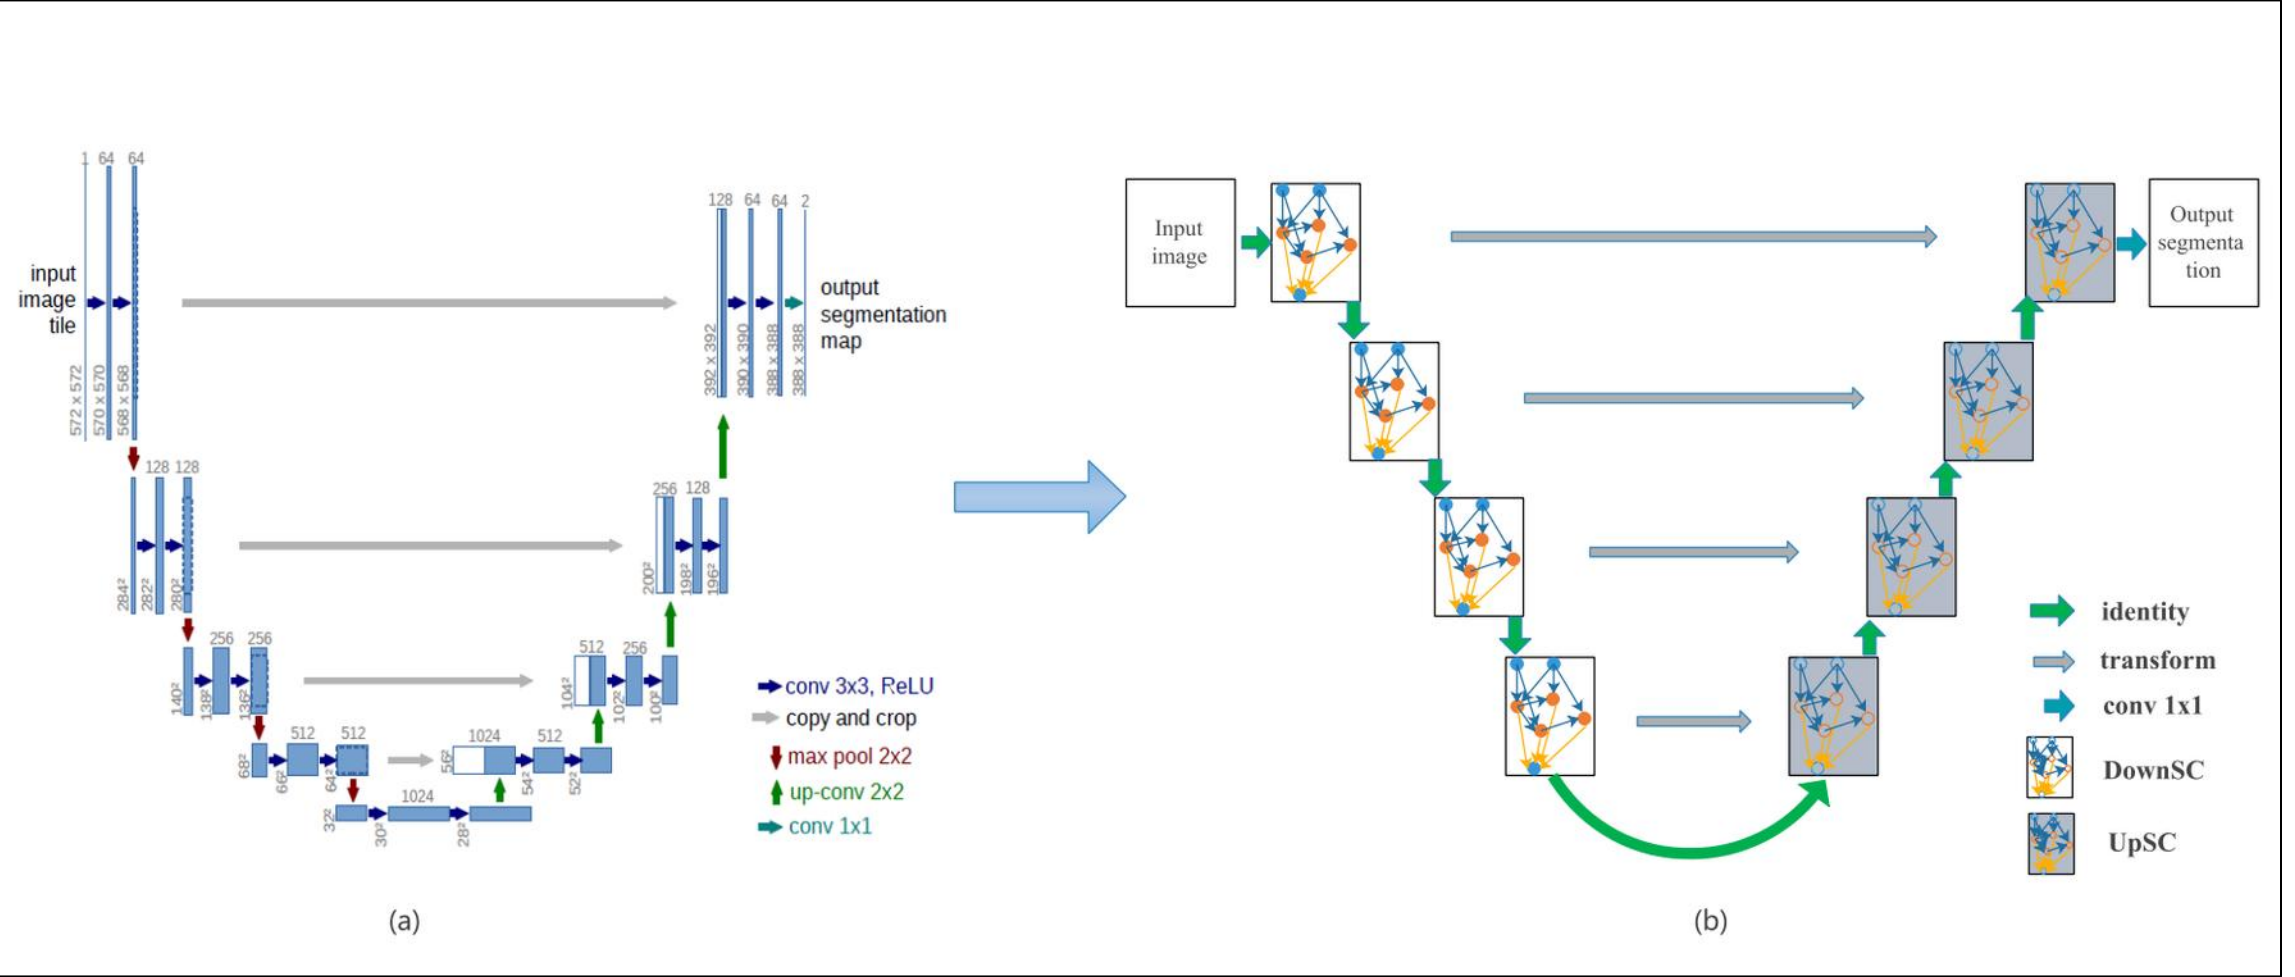 1 64 64
input
image
tile
572 x 572
570 x 570
568 x 568
128 64 64 2
392 x 392
390 x 390
388 x 388
388 x 388
output
segmentation
map
128 128
284²
282²
280²
256 128
200²
198²
196²
256 256
140²
138²
136²
512 256
104²
102²
100²
512 512
68²
66²
64²
1024 512
56²
54²
52²
1024
32²
30²
28²
conv 3x3, ReLU
copy and crop
max pool 2x2
up-conv 2x2
conv 1x1
(a)
Input
image
Output
segmenta
tion
identity
transform
conv 1x1
DownSC
UpSC
(b)